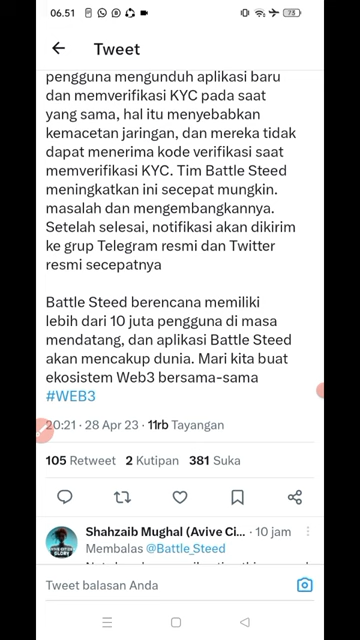 06.51
73
Tweet
pengguna mengunduh aplikasi baru
dan memverifikasi KYC pada saat
yang sama, hal itu menyebabkan
kemacetan jaringan, dan mereka tidak
dapat menerima kode verifikasi saat
memverifikasi KYC. Tim Battle Steed
meningkatkan ini secepat mungkin.
masalah dan mengembangkannya.
Setelah selesai, notifikasi akan dikirim
ke grup Telegram resmi dan Twitter
resmi secepatnya
Battle Steed berencana memiliki
lebih dari 10 juta pengguna di masa
mendatang, dan aplikasi Battle Steed
akan mencakup dunia. Mari kita buat
ekosistem Web3 bersama-sama
#WEB3
20:21 · 28 Apr 23 · 11rb Tayangan
105 Retweet 2 Kutipan 381 Suka
Shahzaib Mughal (Avive Ci... · 10 jam
Membalas @Battle_Steed
Tweet balasan Anda